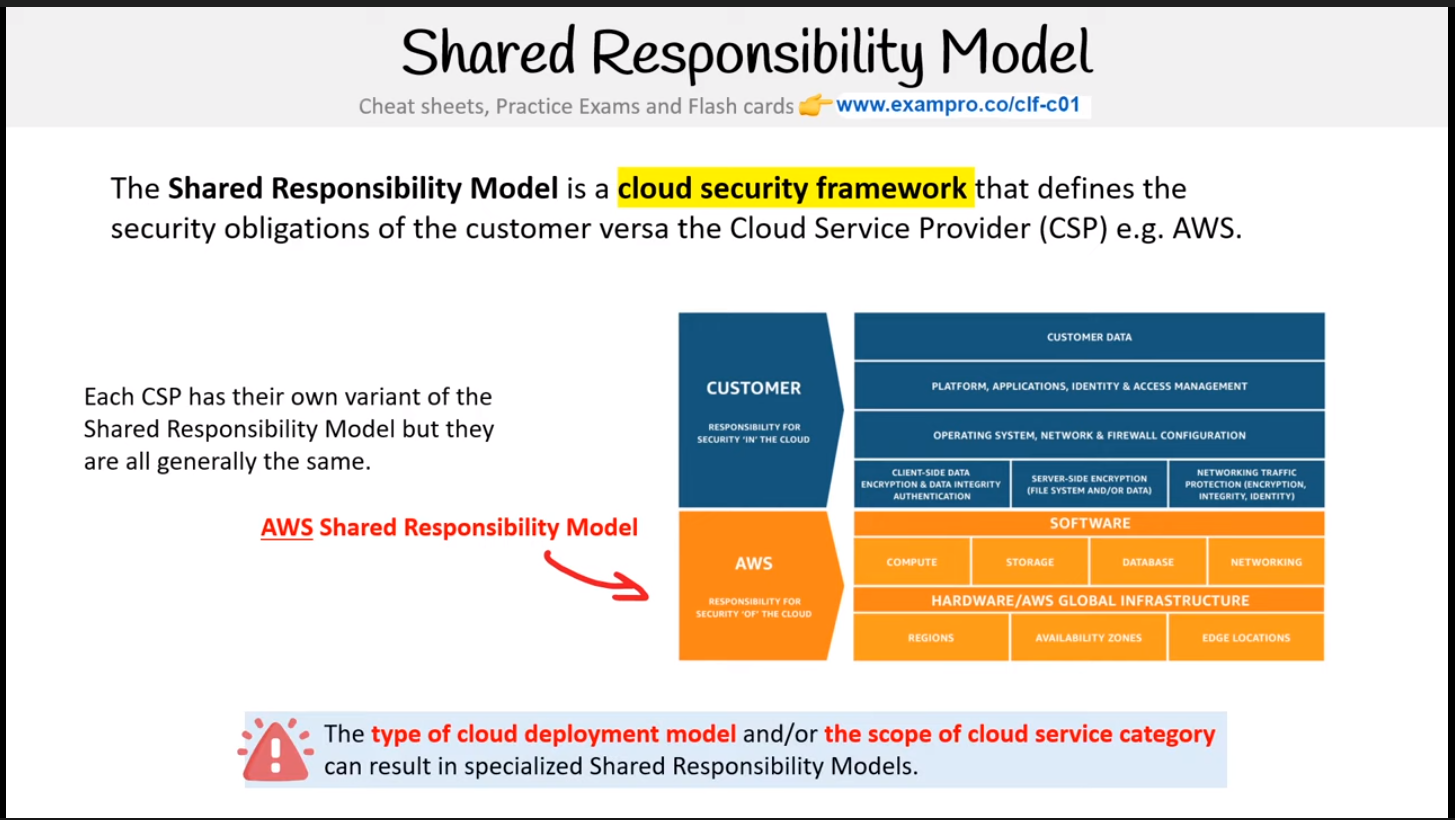 Shared Responsibility Model
Cheat sheets, Practice Exams and Flash cards 👉 www.exampro.co/clf-c01
The Shared Responsibility Model is a cloud security framework that defines the
security obligations of the customer versa the Cloud Service Provider (CSP) e.g. AWS.
Each CSP has their own variant of the
Shared Responsibility Model but they
are all generally the same.
AWS Shared Responsibility Model
CUSTOMER
RESPONSIBILITY FOR
SECURITY 'IN' THE CLOUD
CUSTOMER DATA
PLATFORM, APPLICATIONS, IDENTITY & ACCESS MANAGEMENT
OPERATING SYSTEM, NETWORK & FIREWALL CONFIGURATION
CLIENT-SIDE DATA
ENCRYPTION & DATA INTEGRITY
AUTHENTICATION
SERVER-SIDE ENCRYPTION
(FILE SYSTEM AND/OR DATA)
NETWORKING TRAFFIC
PROTECTION (ENCRYPTION,
INTEGRITY, IDENTITY)
AWS
RESPONSIBILITY FOR
SECURITY 'OF' THE CLOUD
SOFTWARE
COMPUTE
STORAGE
DATABASE
NETWORKING
HARDWARE/AWS GLOBAL INFRASTRUCTURE
REGIONS
AVAILABILITY ZONES
EDGE LOCATIONS
The type of cloud deployment model and/or the scope of cloud service category
can result in specialized Shared Responsibility Models.